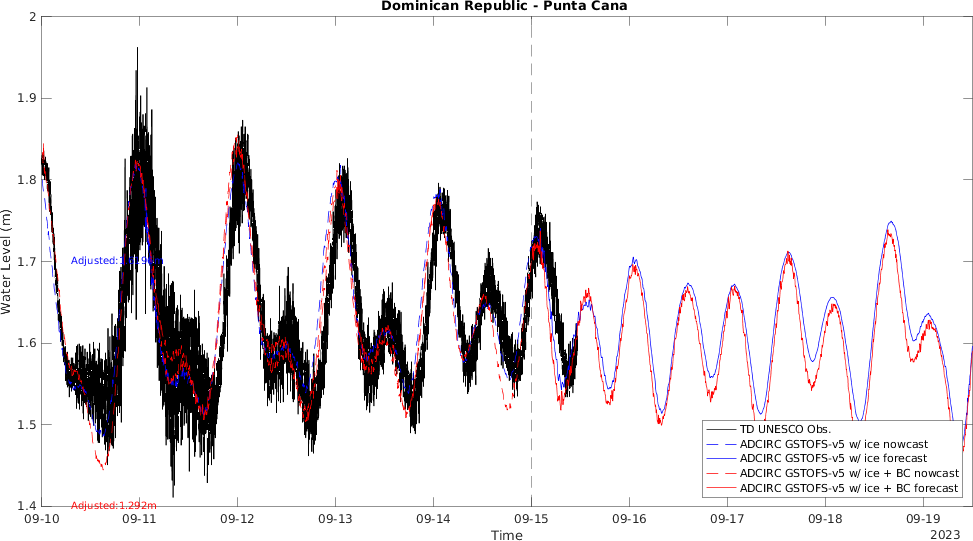 Dominican Republic - Punta Cana
2
1.9
1.8
1.7
1.6
1.5
1.4
Water Level (m)
Adjusted:
Adjusted:1.292m
09-10
09-11
09-12
09-13
09-14
09-15
09-16
09-17
09-18
09-19
Time
2023
TD UNESCO Obs.
ADCIRC GSTOFS-v5 w/ ice nowcast
ADCIRC GSTOFS-v5 w/ ice forecast
ADCIRC GSTOFS-v5 w/ ice + BC nowcast
ADCIRC GSTOFS-v5 w/ ice + BC forecast